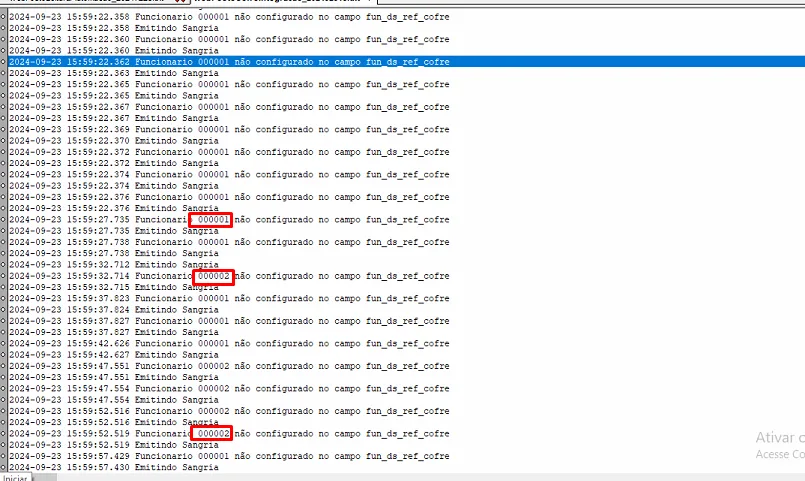 2024-09-23 15:59:22.358 Funcionario 000001 não configurado no campo fun_ds_ref_cofre
2024-09-23 15:59:22.358 Emitindo Sangria
2024-09-23 15:59:22.360 Funcionario 000001 não configurado no campo fun_ds_ref_cofre
2024-09-23 15:59:22.360 Emitindo Sangria
2024-09-23 15:59:22.362 Funcionario 000001 não configurado no campo fun_ds_ref_cofre
2024-09-23 15:59:22.363 Emitindo Sangria
2024-09-23 15:59:22.365 Funcionario 000001 não configurado no campo fun_ds_ref_cofre
2024-09-23 15:59:22.365 Emitindo Sangria
2024-09-23 15:59:22.367 Funcionario 000001 não configurado no campo fun_ds_ref_cofre
2024-09-23 15:59:22.367 Emitindo Sangria
2024-09-23 15:59:22.369 Funcionario 000001 não configurado no campo fun_ds_ref_cofre
2024-09-23 15:59:22.370 Emitindo Sangria
2024-09-23 15:59:22.372 Funcionario 000001 não configurado no campo fun_ds_ref_cofre
2024-09-23 15:59:22.372 Emitindo Sangria
2024-09-23 15:59:22.374 Funcionario 000001 não configurado no campo fun_ds_ref_cofre
2024-09-23 15:59:22.374 Emitindo Sangria
2024-09-23 15:59:22.376 Funcionario 000001 não configurado no campo fun_ds_ref_cofre
2024-09-23 15:59:22.376 Emitindo Sangria
2024-09-23 15:59:27.735 Funcionario 000001 não configurado no campo fun_ds_ref_cofre
2024-09-23 15:59:27.735 Emitindo Sangria
2024-09-23 15:59:27.738 Funcionario 000001 não configurado no campo fun_ds_ref_cofre
2024-09-23 15:59:27.738 Emitindo Sangria
2024-09-23 15:59:32.712 Emitindo Sangria
2024-09-23 15:59:32.714 Funcionario 000002 não configurado no campo fun_ds_ref_cofre
2024-09-23 15:59:32.715 Emitindo Sangria
2024-09-23 15:59:37.823 Funcionario 000001 não configurado no campo fun_ds_ref_cofre
2024-09-23 15:59:37.824 Emitindo Sangria
2024-09-23 15:59:37.827 Funcionario 000001 não configurado no campo fun_ds_ref_cofre
2024-09-23 15:59:37.827 Emitindo Sangria
2024-09-23 15:59:42.626 Funcionario 000001 não configurado no campo fun_ds_ref_cofre
2024-09-23 15:59:42.627 Emitindo Sangria
2024-09-23 15:59:47.551 Funcionario 000002 não configurado no campo fun_ds_ref_cofre
2024-09-23 15:59:47.551 Emitindo Sangria
2024-09-23 15:59:47.554 Funcionario 000002 não configurado no campo fun_ds_ref_cofre
2024-09-23 15:59:47.554 Emitindo Sangria
2024-09-23 15:59:52.516 Funcionario 000002 não configurado no campo fun_ds_ref_cofre
2024-09-23 15:59:52.516 Emitindo Sangria
2024-09-23 15:59:52.519 Funcionario 000002 não configurado no campo fun_ds_ref_cofre
2024-09-23 15:59:52.519 Emitindo Sangria
2024-09-23 15:59:57.429 Funcionario 000001 não configurado no campo fun_ds_ref_cofre
2024-09-23 15:59:57.430 Emitindo Sangria
Ativar
Acesse Co
Iniciar